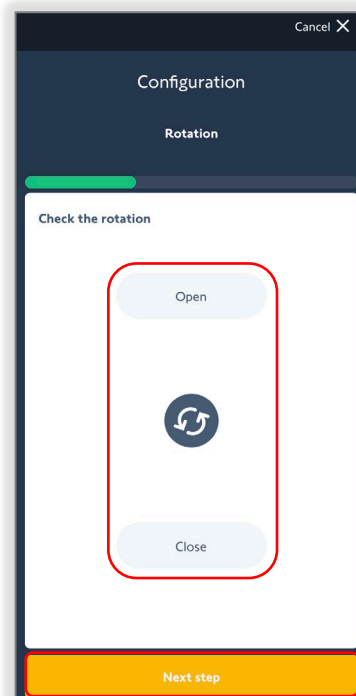 Cancel
Configuration
Rotation
Check the rotation
Open
Close
Next step